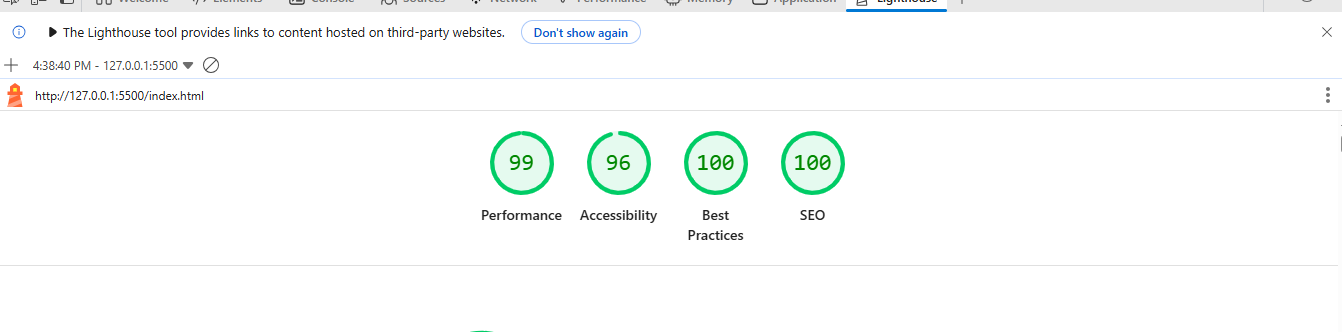 Welcome Elements Console Sources Network Performance Memory Application Lighthouse
The Lighthouse tool provides links to content hosted on third-party websites. Don't show again
4:38:40 PM - 127.0.0.1:5500
http://127.0.0.1:5500/index.html
99 96 100 100
Performance Accessibility Best SEO
Practices